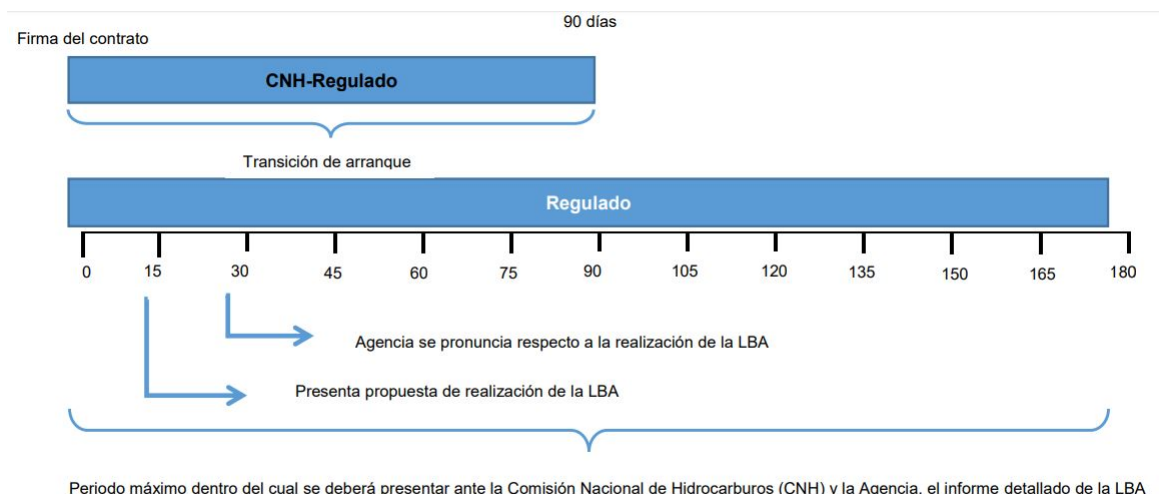 90 días
Firma del contrato
CNH-Regulado
Transición de arranque
Regulado
0 15 30 45 60 75 90 105 120 135 150 165 180
Agencia se pronuncia respecto a la realización de la LBA
Presenta propuesta de realización de la LBA
Periodo máximo dentro del cual se deberá presentar ante la Comisión Nacional de Hidrocarburos (CNH) y la Agencia, el informe detallado de la LBA